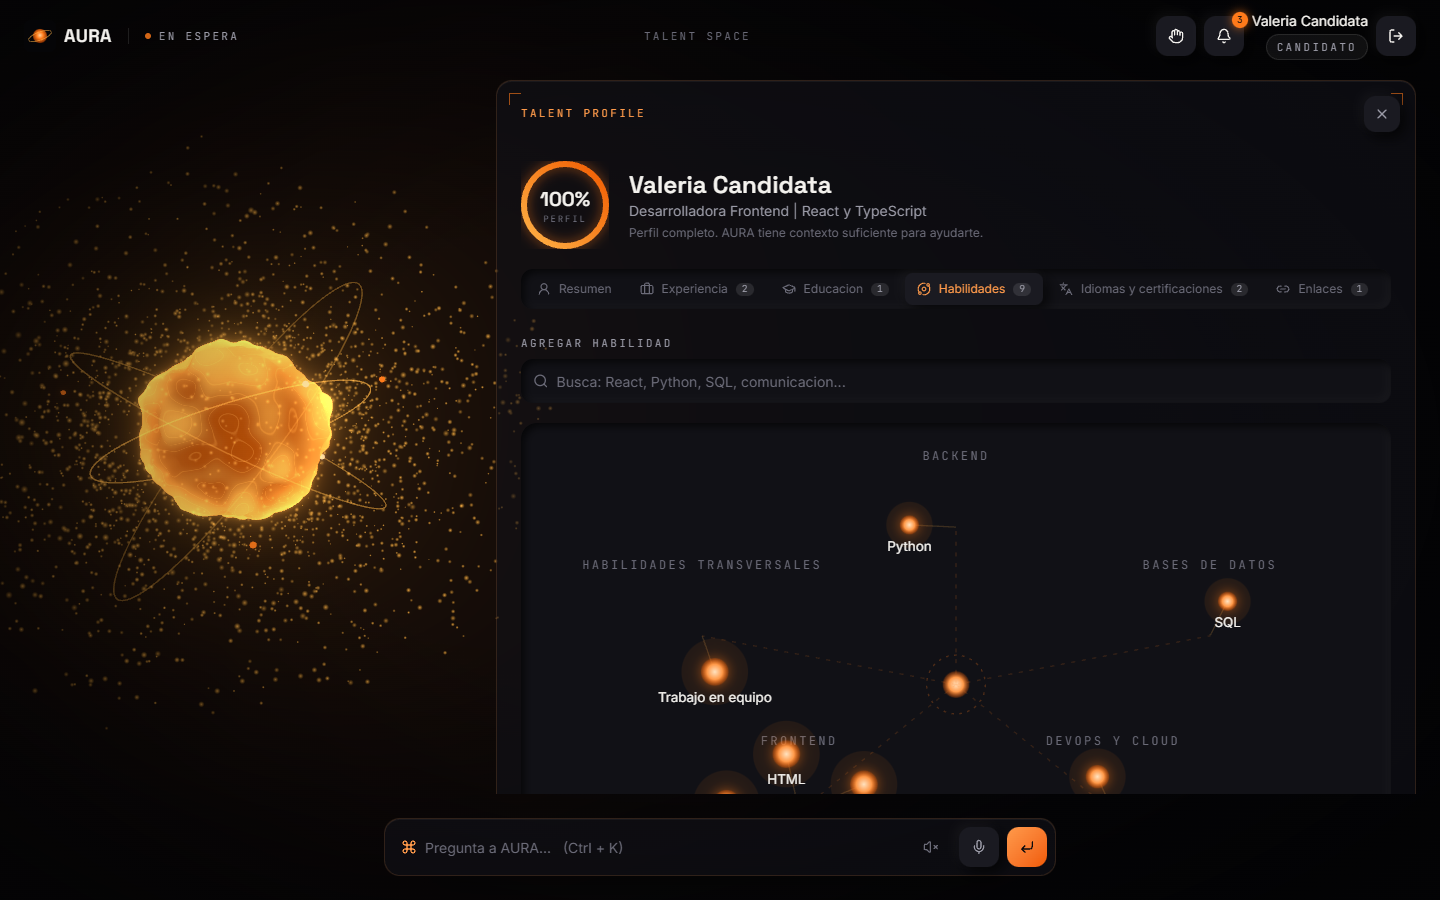 AURA
EN ESPERA
TALENT SPACE
3
Valeria Candidata
CANDIDATO
TALENT PROFILE
100%
PERFIL
Valeria Candidata
Desarrolladora Frontend | React y TypeScript
Perfil completo. AURA tiene contexto suficiente para ayudarte.
Resumen
Experiencia 2
Educacion 1
Habilidades 9
Idiomas y certificaciones 2
Enlaces 1
AGREGAR HABILIDAD
Busca: React, Python, SQL, comunicacion...
BACKEND
Python
HABILIDADES TRANSVERSALES
BASES DE DATOS
SQL
Trabajo en equipo
FRONTEND
DEVOPS Y CLOUD
HTML
Pregunta a AURA... (Ctrl + K)